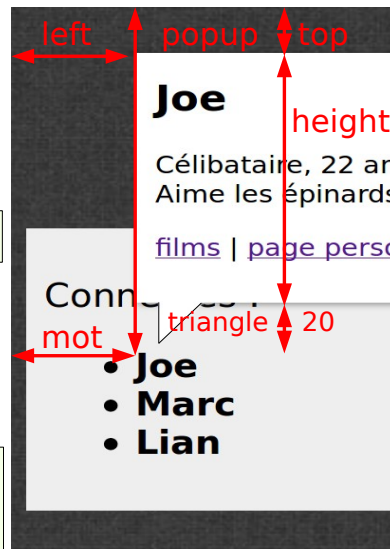 left popup top
Joe
height
Célibataire, 22 an
Aime les épinards
films | page perso
triangle 20
mot
• Joe
• Marc
• Lian